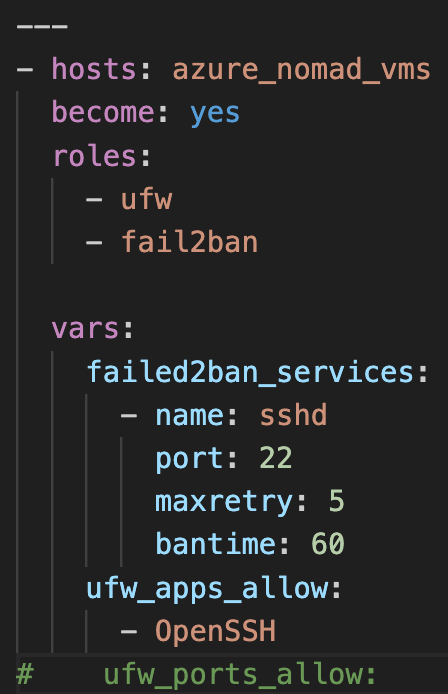 ---
- hosts: azure_nomad_vms
  become: yes
  roles:
    - ufw
    - fail2ban

  vars:
    failed2ban_services:
      - name: sshd
        port: 22
        maxretry: 5
        bantime: 60
    ufw_apps_allow:
      - OpenSSH
#    ufw_ports_allow: